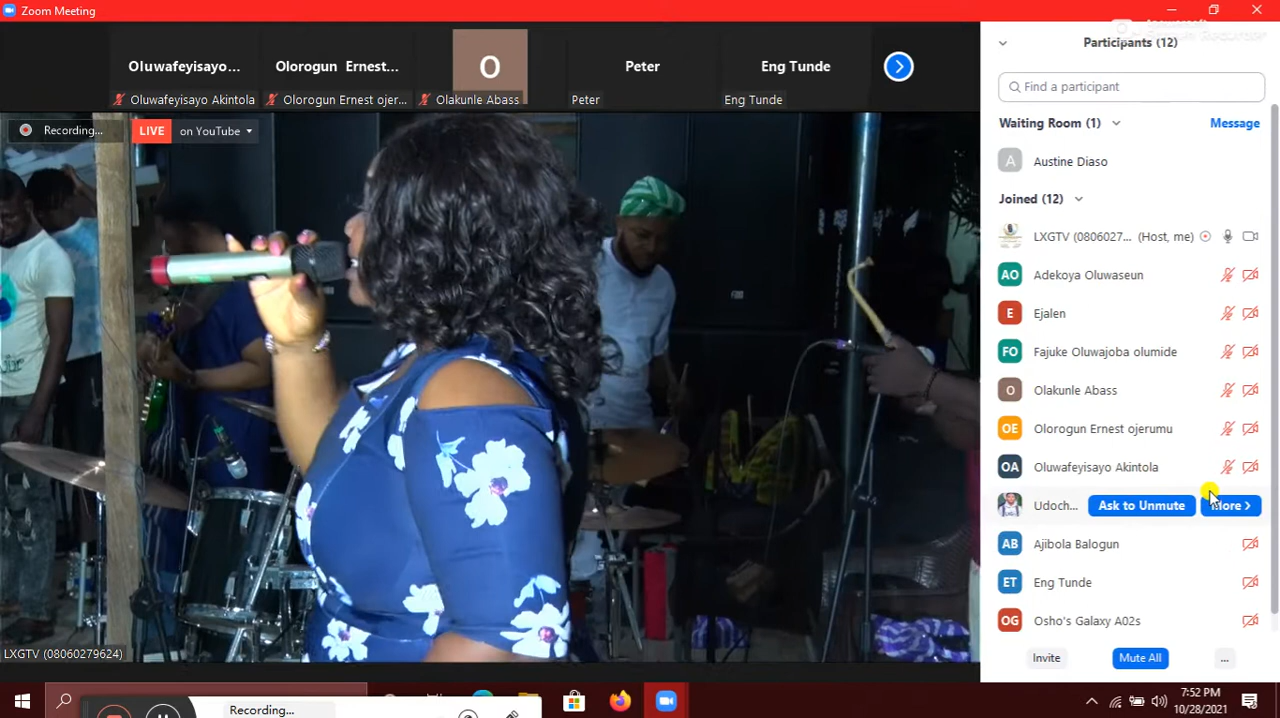 Zoom Meeting
Oluwafeyisayo...
Olorogun Ernest...
O
Peter
Eng Tunde
Oluwafeyisayo Akintola
Olorogun Ernest ojer...
Olakunle Abass
Peter
Eng Tunde
Recording...
LIVE
on YouTube
LXGTV (08060279624)
Participants (12)
Find a participant
Waiting Room (1)
Message
A
Austine Diaso
Joined (12)
LXGTV (0806027... (Host, me)
AO
Adekoya Oluwaseun
E
Ejalen
FO
Fajuke Oluwajoba olumide
O
Olakunle Abass
OE
Olorogun Ernest ojerumu
OA
Oluwafeyisayo Akintola
Udoch...
Ask to Unmute
More
AB
Ajibola Balogun
ET
Eng Tunde
OG
Osho's Galaxy A02s
Invite
Mute All
...
Recording...
7:52 PM
10/28/2021